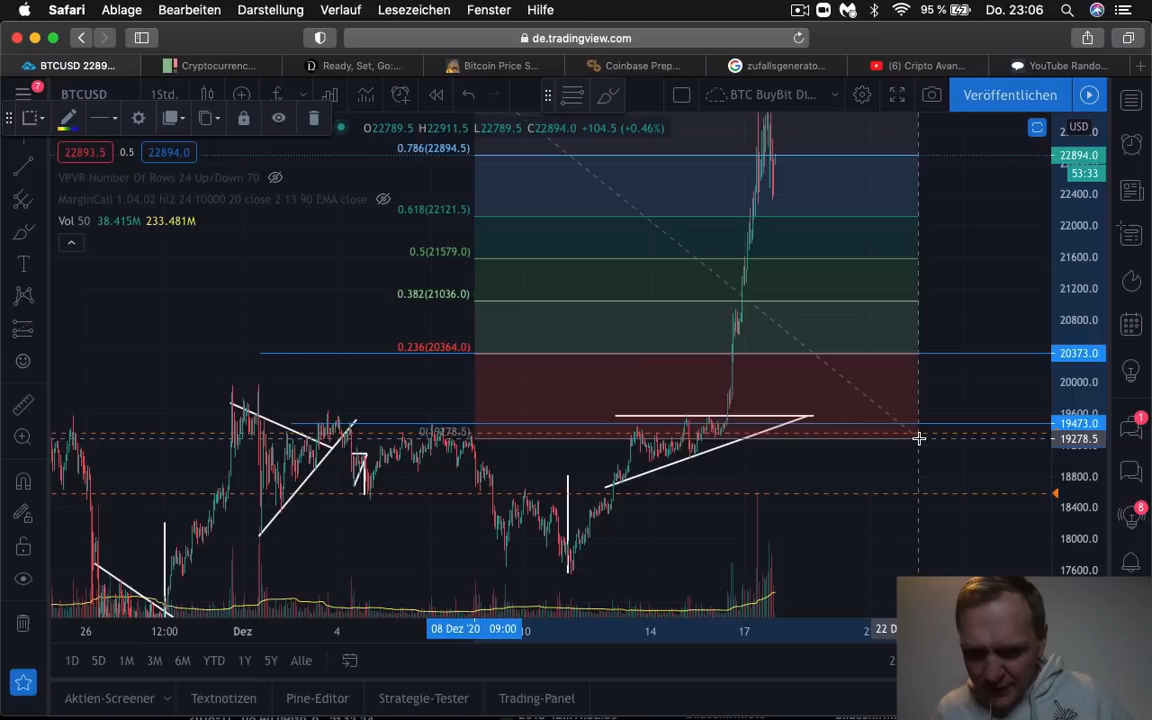 Safari Ablage Bearbeiten Darstellung Verlauf Lesezeichen Fenster Hilfe 95 % Do. 23:06
de.tradingview.com
BTCUSD 2289... Cryptocurrenc... Ready, Set, Go:... Bitcoin Price S... Coinbase Prep... zufallsgenerato... (6) Cripto Avan... YouTube Rando...
7 BTCUSD 1Std. BTC BuyBit Di... Veröffentlichen
O22789.5 H22911.5 L22789.5 C22894.0 +104.5 (+0.46%) USD
22893.5 0.5 22894.0 0.786(22894.5) 22894.0
53:33
VPVR Number Of Rows 24 Up/Down 70
22400.0
MarginCall 1.04.02 hl2 24 10000 20 close 2 13 90 EMA close
0.618(22121.5)
Vol 50 38.415M 233.481M 22000.0
0.5(21579.0) 21600.0
0.382(21036.0) 21200.0
20800.0
0.236(20364.0) 20373.0
20000.0
19600.0
1
19473.0
0(19278.5) 19278.5
18800.0
18400.0
8
18000.0
17600.0
26 12:00 Dez 4 08 Dez '20 09:00 10 14 17 22 D
1D 5D 1M 3M 6M YTD 1Y 5Y Alle
Aktien-Screener Textnotizen Pine-Editor Strategie-Tester Trading-Panel